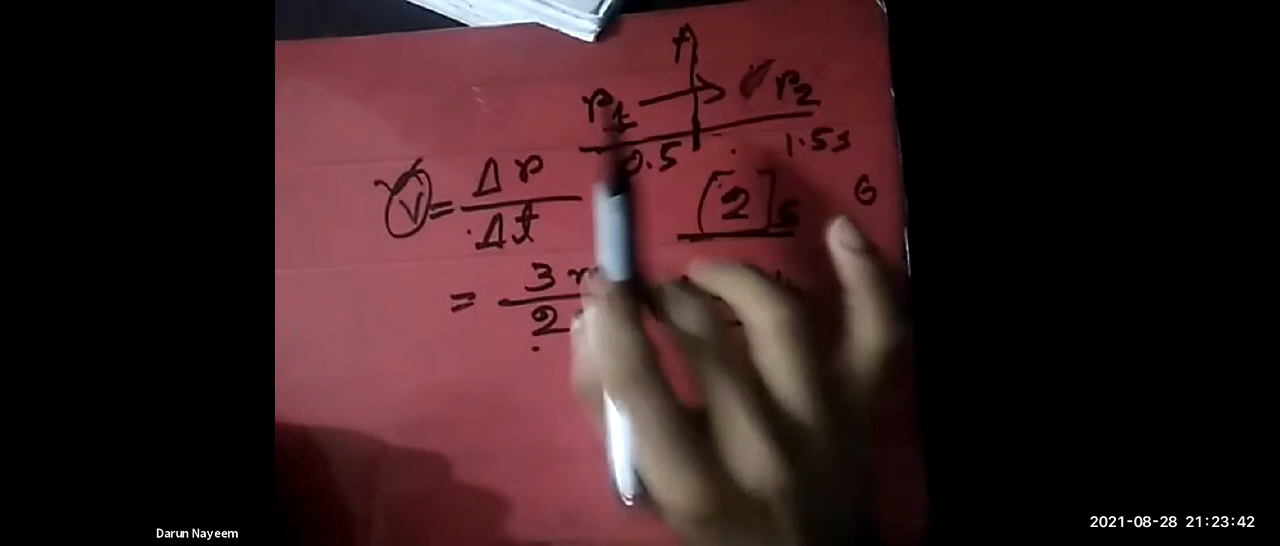 A
r₁ → r₂
0.5 1.5s
V = Δr / Δt
[2]s 6
= 3 / 2
Darun Nayeem
2021-08-28 21:23:42